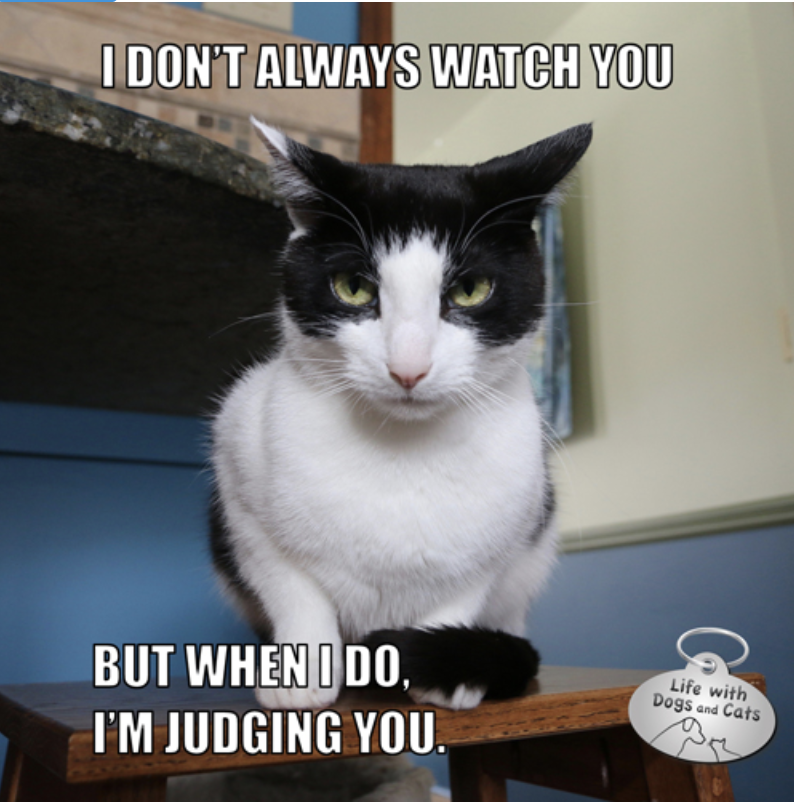 I DON'T ALWAYS WATCH YOU
BUT WHEN I DO,
I'M JUDGING YOU.
Life with
Dogs and Cats